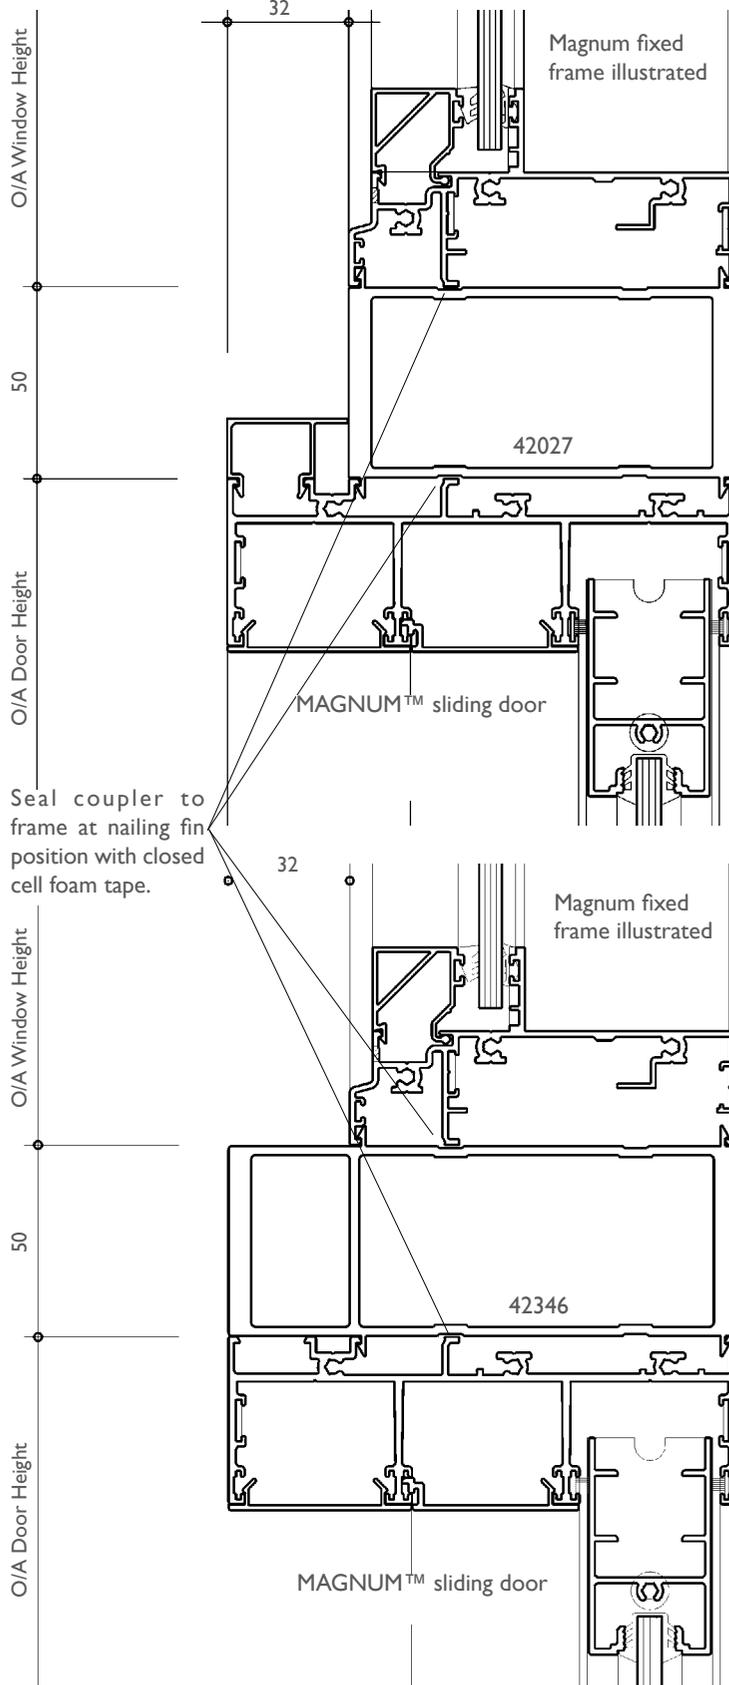 32
O/A Window Height
Magnum fixed
frame illustrated
50
42027
O/A Door Height
MAGNUM™ sliding door
Seal coupler to
frame at nailing fin
position with closed
cell foam tape.
32
O/A Window Height
Magnum fixed
frame illustrated
50
42346
O/A Door Height
MAGNUM™ sliding door